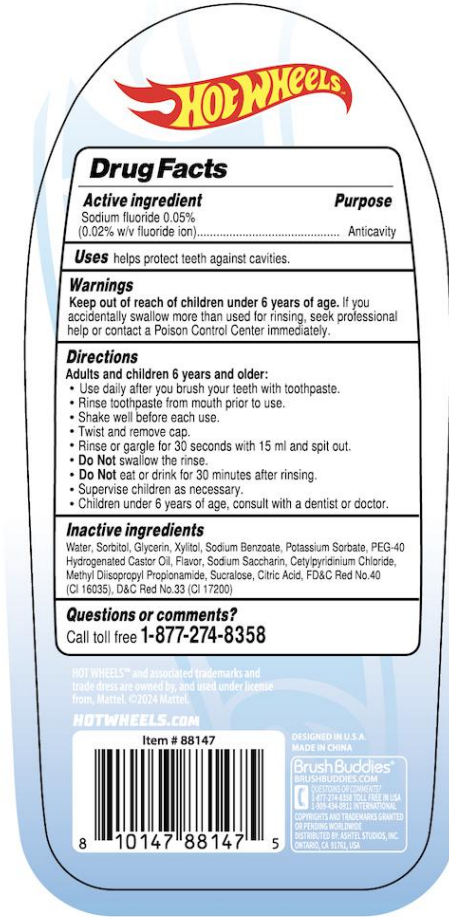 HOT WHEELS™
Drug Facts
Active ingredient Purpose
Sodium fluoride 0.05%
(0.02% w/v fluoride ion)............................................ Anticavity
Uses helps protect teeth against cavities.
Warnings
Keep out of reach of children under 6 years of age. If you
accidentally swallow more than used for rinsing, seek professional
help or contact a Poison Control Center immediately.
Directions
Adults and children 6 years and older:
• Use daily after you brush your teeth with toothpaste.
• Rinse toothpaste from mouth prior to use.
• Shake well before each use.
• Twist and remove cap.
• Rinse or gargle for 30 seconds with 15 ml and spit out.
• Do Not swallow the rinse.
• Do Not eat or drink for 30 minutes after rinsing.
• Supervise children as necessary.
• Children under 6 years of age, consult with a dentist or doctor.
Inactive ingredients
Water, Sorbitol, Glycerin, Xylitol, Sodium Benzoate, Potassium Sorbate, PEG-40
Hydrogenated Castor Oil, Flavor, Sodium Saccharin, Cetylpyridinium Chloride,
Methyl Diisopropyl Propionamide, Sucralose, Citric Acid, FD&C Red No.40
(CI 16035), D&C Red No.33 (CI 17200)
Questions or comments?
Call toll free 1-877-274-8358
HOT WHEELS™ and associated trademarks and
trade dress are owned by, and used under license
from, Mattel. ©2024 Mattel.
HOTWHEELS.COM
Item # 88147
8 10147 88147 5
DESIGNED IN U.S.A.
MADE IN CHINA
BrushBuddies®
BRUSHBUDDIES.COM
QUESTIONS OR COMMENTS?
1-877-274-8358 TOLL FREE IN USA
1-909-434-0911 INTERNATIONAL
COPYRIGHTS AND TRADEMARKS GRANTED
OR PENDING WORLDWIDE
DISTRIBUTED BY: ASHTEL STUDIOS, INC.
ONTARIO, CA 91761, USA